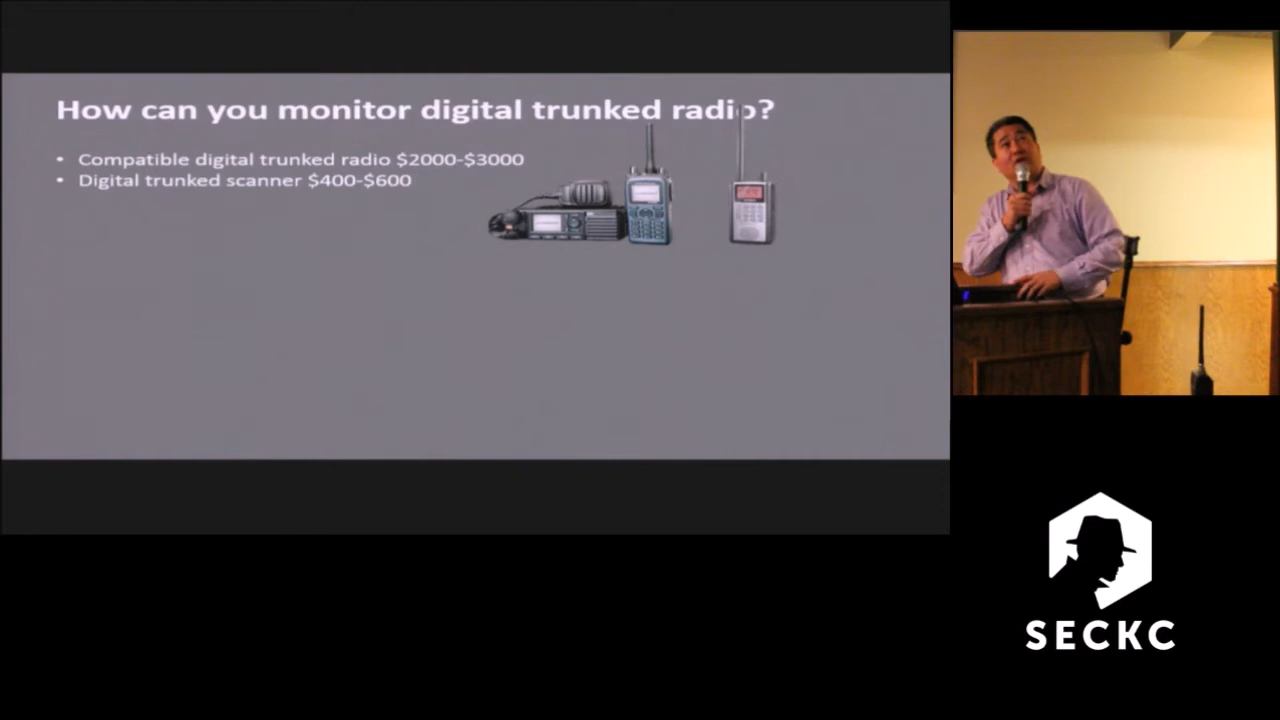 How can you monitor digital trunked radio?
• Compatible digital trunked radio $2000-$3000
• Digital trunked scanner $400-$600
SECKC